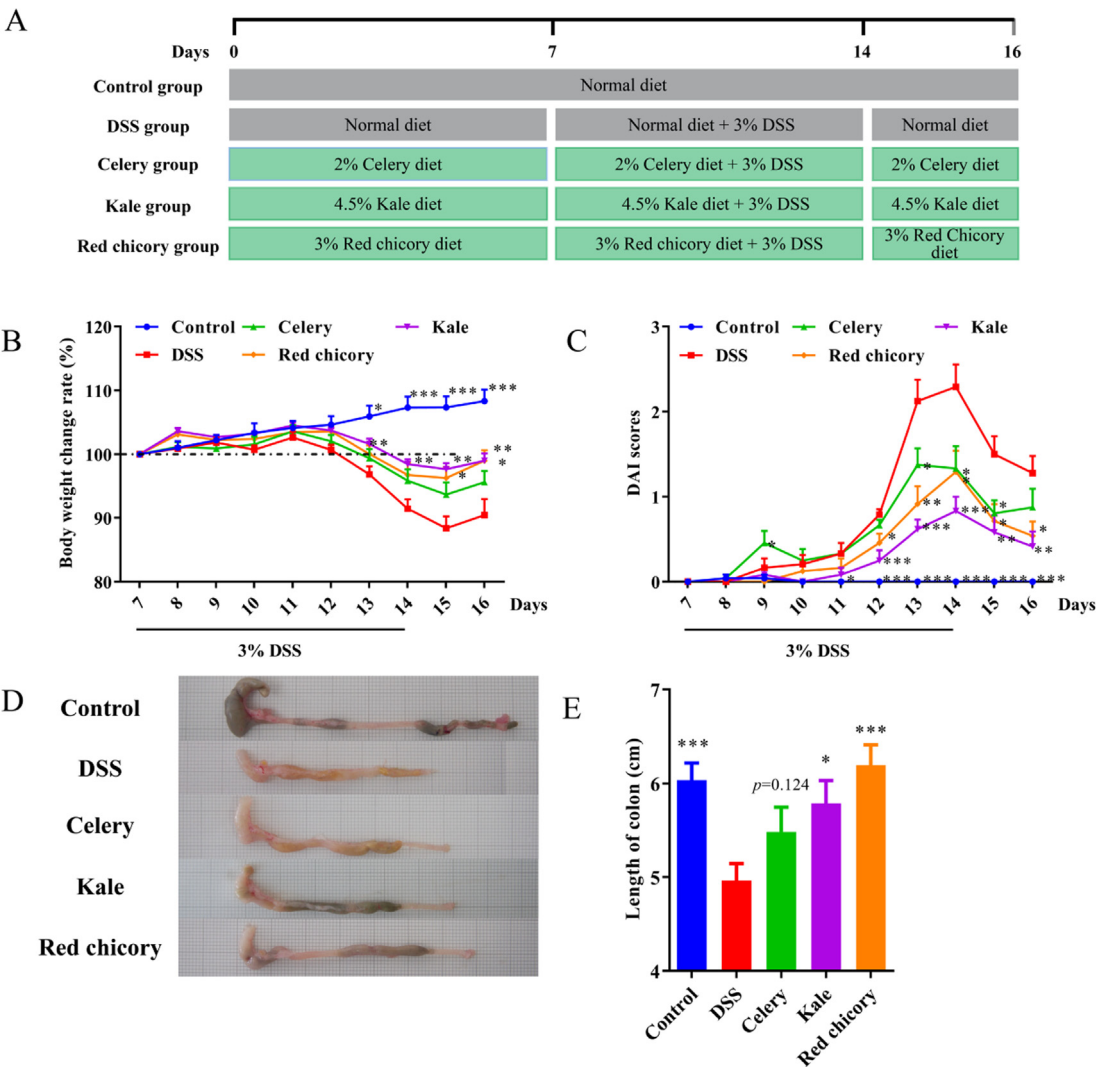 A
Days 0 7 14 16
Control group Normal diet
DSS group Normal diet Normal diet + 3% DSS Normal diet
Celery group 2% Celery diet 2% Celery diet + 3% DSS 2% Celery diet
Kale group 4.5% Kale diet 4.5% Kale diet + 3% DSS 4.5% Kale diet
Red chicory group 3% Red chicory diet 3% Red chicory diet + 3% DSS 3% Red Chicory
diet
B
Control Celery Kale
DSS Red chicory
Body weight change rate (%)
120
110
100
90
80
* *** *** ***
** ** ** **
* *
7 8 9 10 11 12 13 14 15 16 Days
3% DSS
C
Control Celery Kale
DSS Red chicory
DAI scores
3
2
1
0
* * * *
* * ** * *
*** *** *** ** **
* *** *** *** *** ***
7 8 9 10 11 12 13 14 15 16 Days
3% DSS
D
Control
DSS
Celery
Kale
Red chicory
E
Length of colon (cm)
7
6
5
4
*** p=0.124 * ***
Control DSS Celery Kale Red chicory